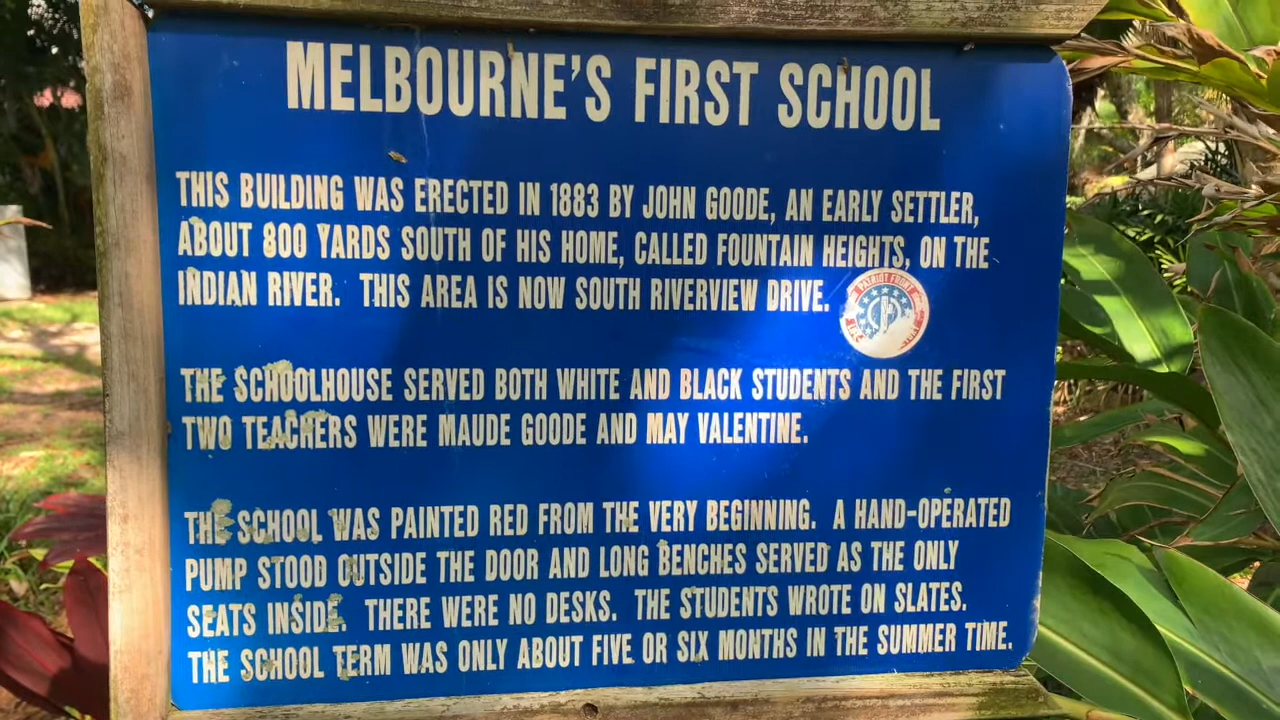 MELBOURNE'S FIRST SCHOOL
THIS BUILDING WAS ERECTED IN 1883 BY JOHN GOODE, AN EARLY SETTLER,
ABOUT 800 YARDS SOUTH OF HIS HOME, CALLED FOUNTAIN HEIGHTS, ON THE
INDIAN RIVER. THIS AREA IS NOW SOUTH RIVERVIEW DRIVE.
PATRIOT FRONT
THE SCHOOLHOUSE SERVED BOTH WHITE AND BLACK STUDENTS AND THE FIRST
TWO TEACHERS WERE MAUDE GOODE AND MAY VALENTINE.
THE SCHOOL WAS PAINTED RED FROM THE VERY BEGINNING. A HAND-OPERATED
PUMP STOOD OUTSIDE THE DOOR AND LONG BENCHES SERVED AS THE ONLY
SEATS INSIDE. THERE WERE NO DESKS. THE STUDENTS WROTE ON SLATES.
THE SCHOOL TERM WAS ONLY ABOUT FIVE OR SIX MONTHS IN THE SUMMER TIME.